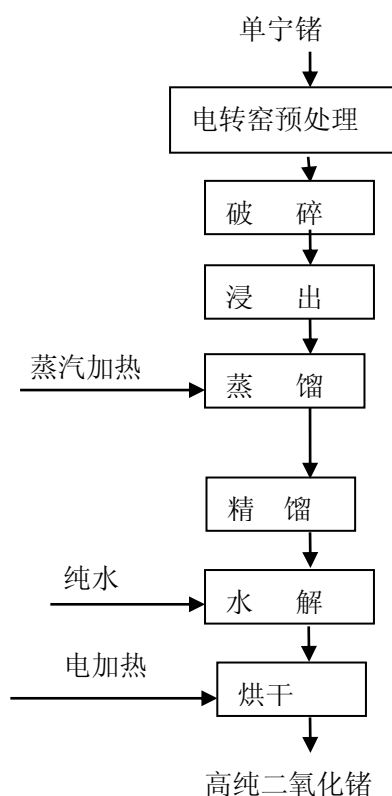 单宁锗
电转窑预处理
破 碎
浸 出
蒸汽加热
蒸 馏
精 馏
纯水
水 解
电加热
烘干
高纯二氧化锗